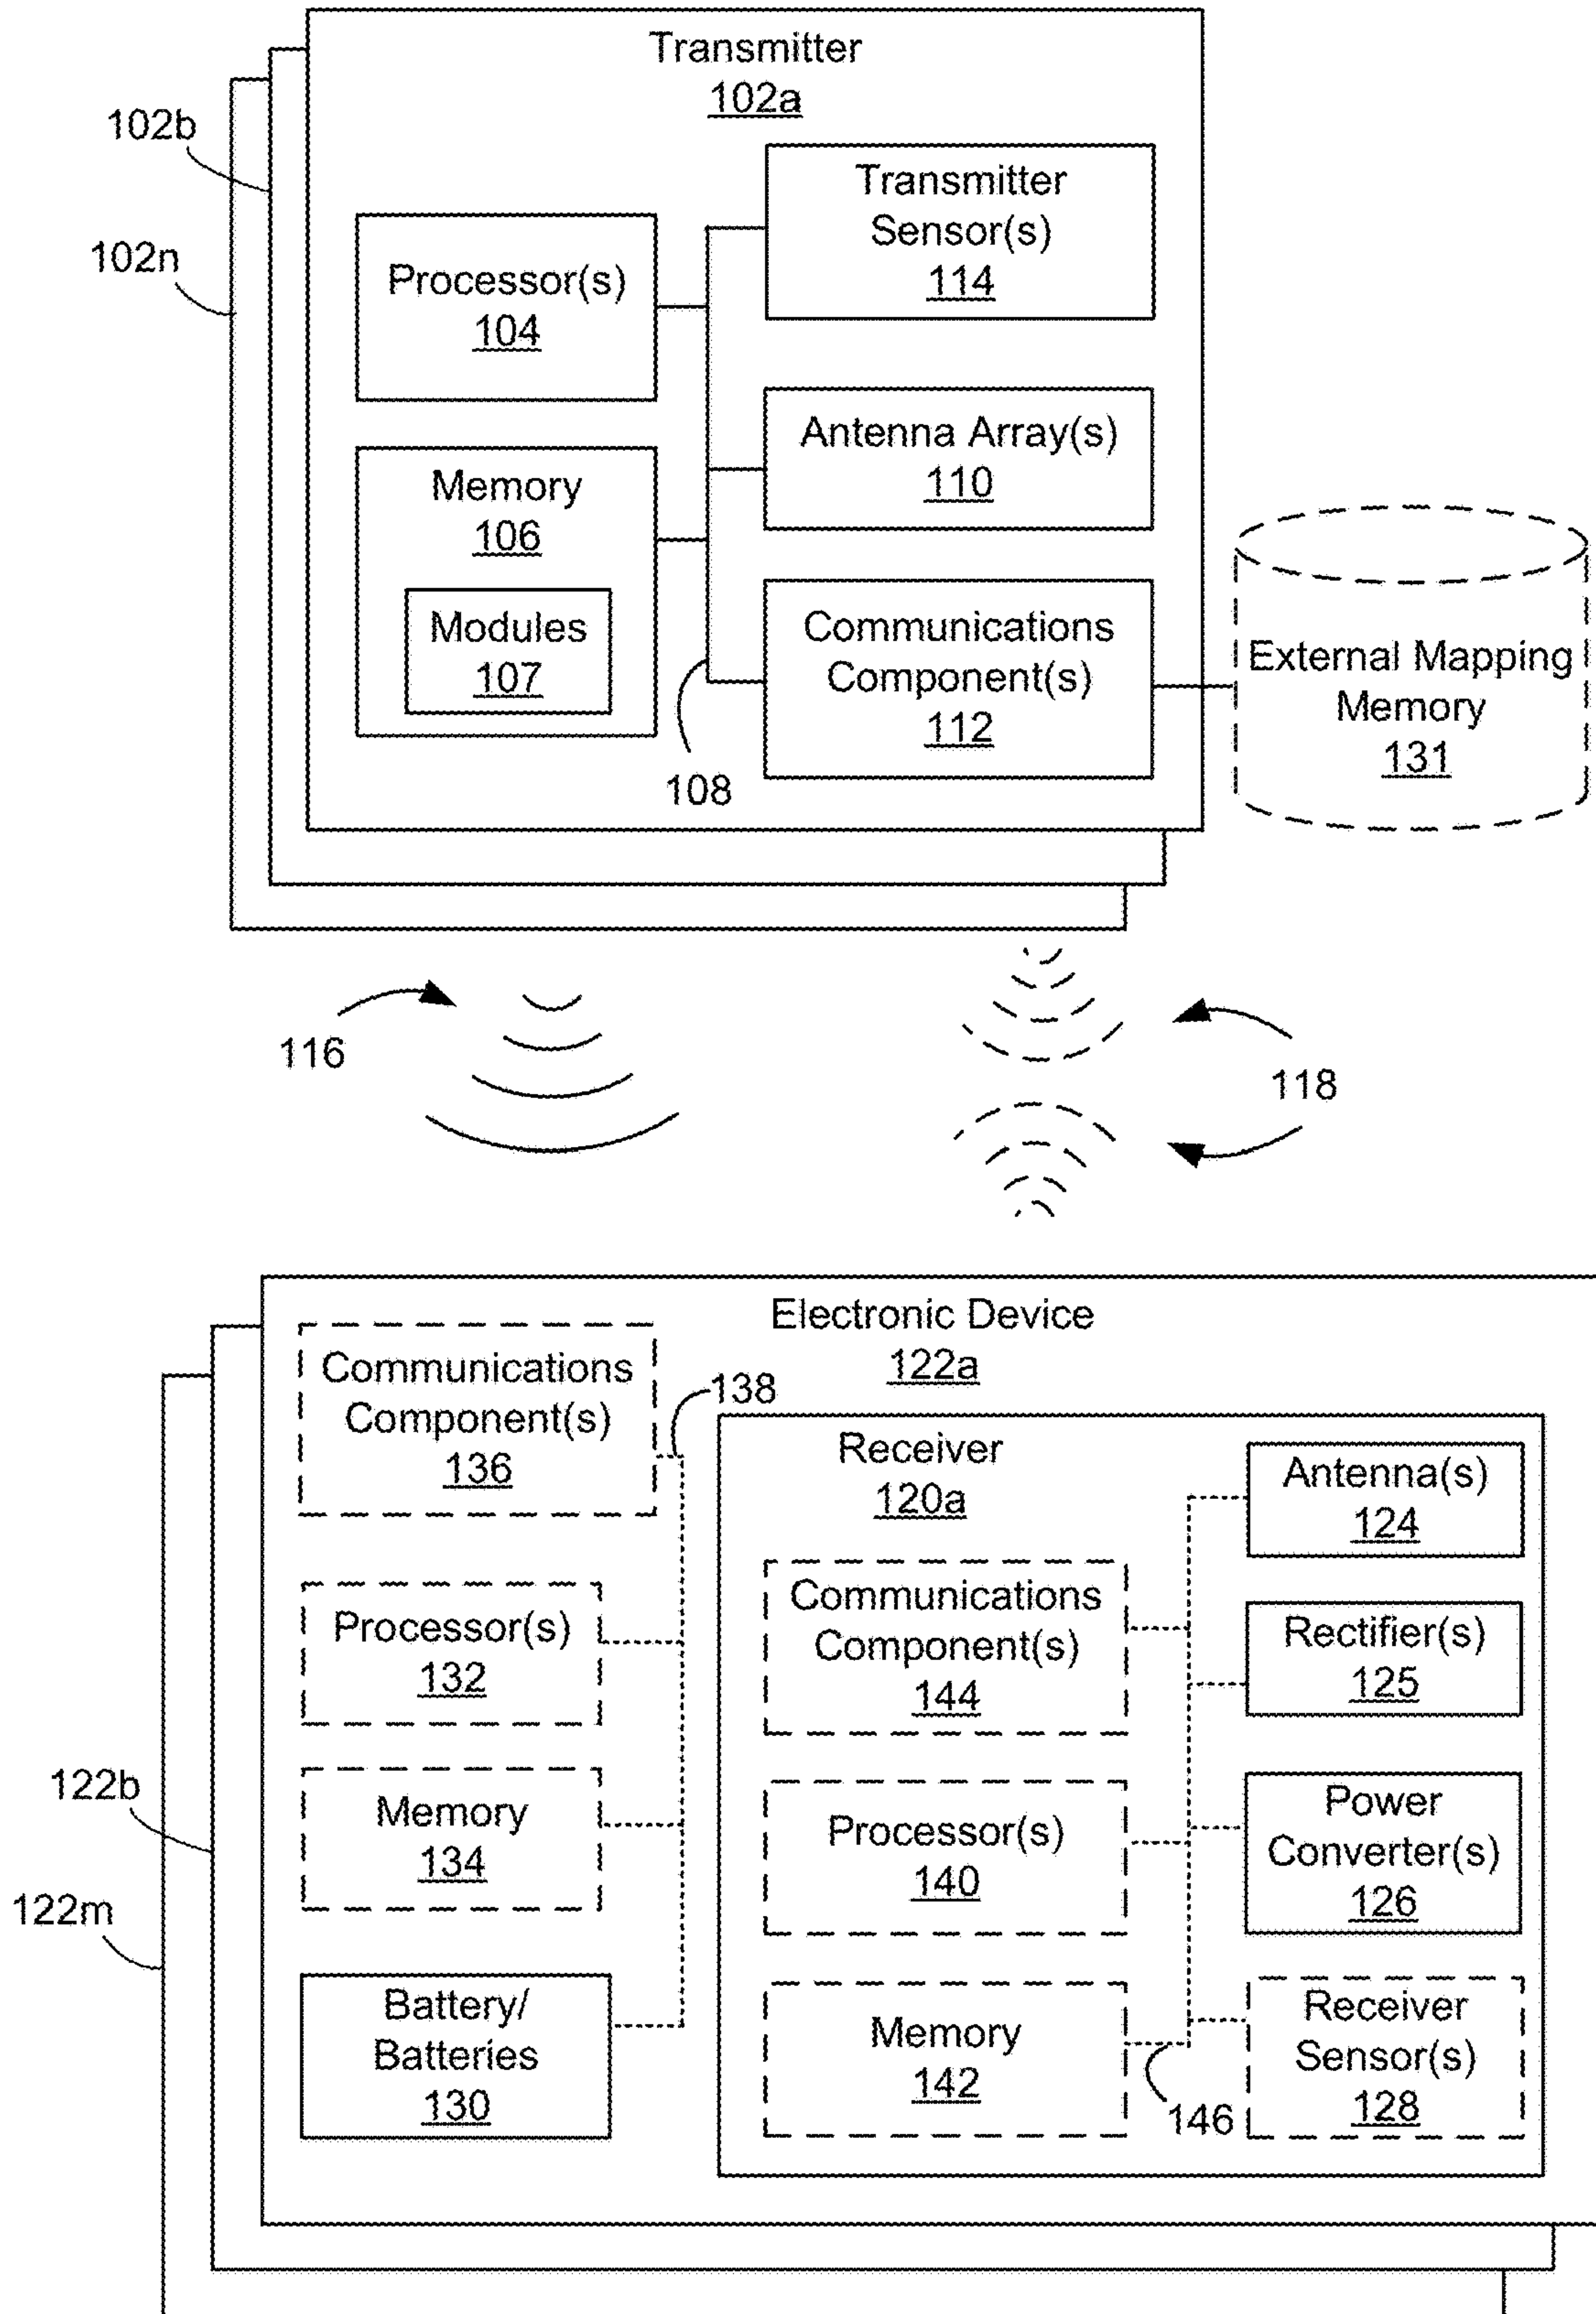 Transmitter
102a
102b
102n
Transmitter
Sensor(s)
114
Processor(s)
104
Antenna Array(s)
110
Memory
106
Modules
107
Communications
Component(s)
112
108
External Mapping
Memory
131
116
118
Electronic Device
122a
Communications
Component(s)
136
138
Receiver
120a
Antenna(s)
124
Communications
Component(s)
144
Rectifier(s)
125
Processor(s)
132
122b
122m
Memory
134
Processor(s)
140
Power
Converter(s)
126
Battery/
Batteries
130
Memory
142
146
Receiver
Sensor(s)
128